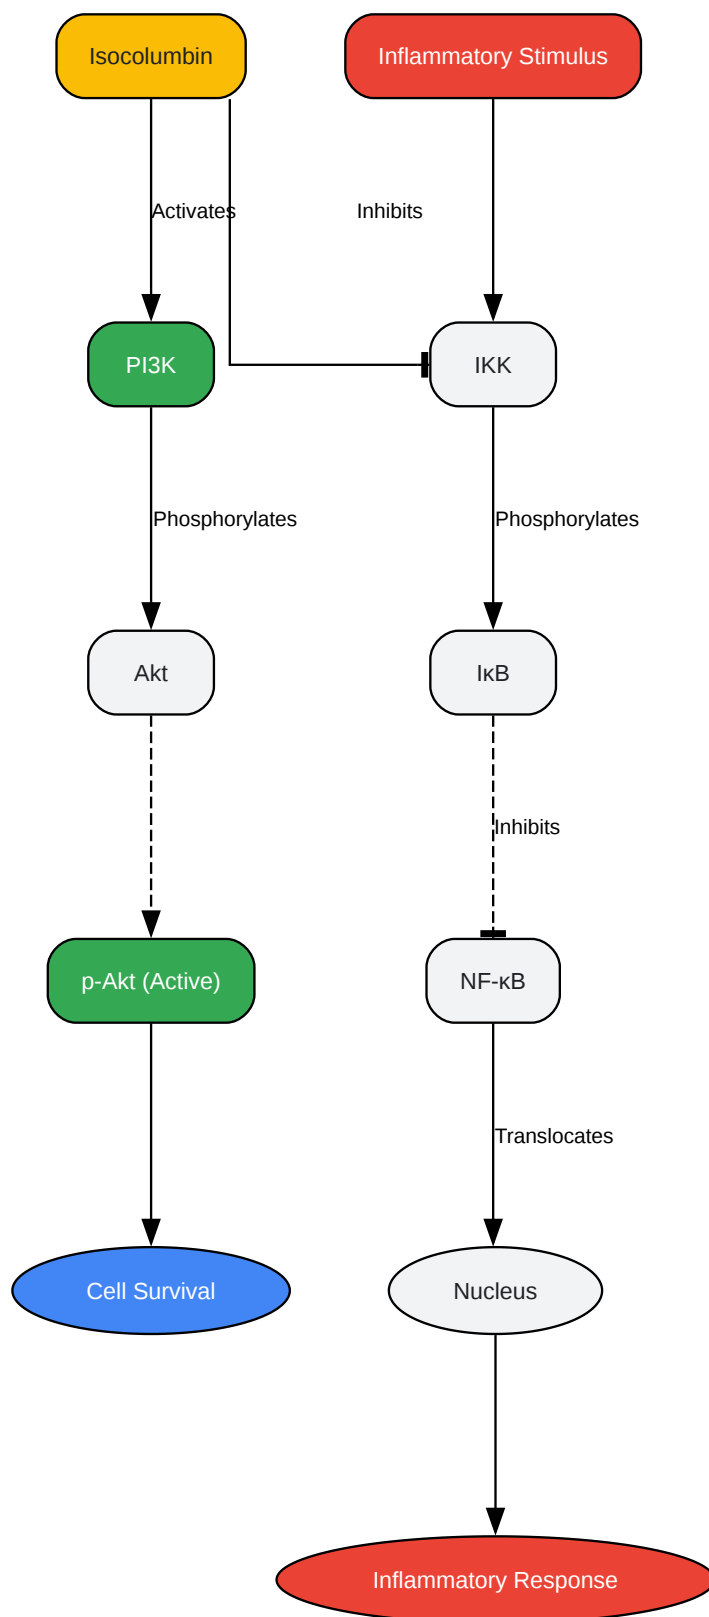 Isocolumbin
Inflammatory Stimulus
Activates
Inhibits
PI3K
IKK
Phosphorylates
Phosphorylates
Akt
IκB
Inhibits
p-Akt (Active)
NF-κB
Translocates
Cell Survival
Nucleus
Inflammatory Response